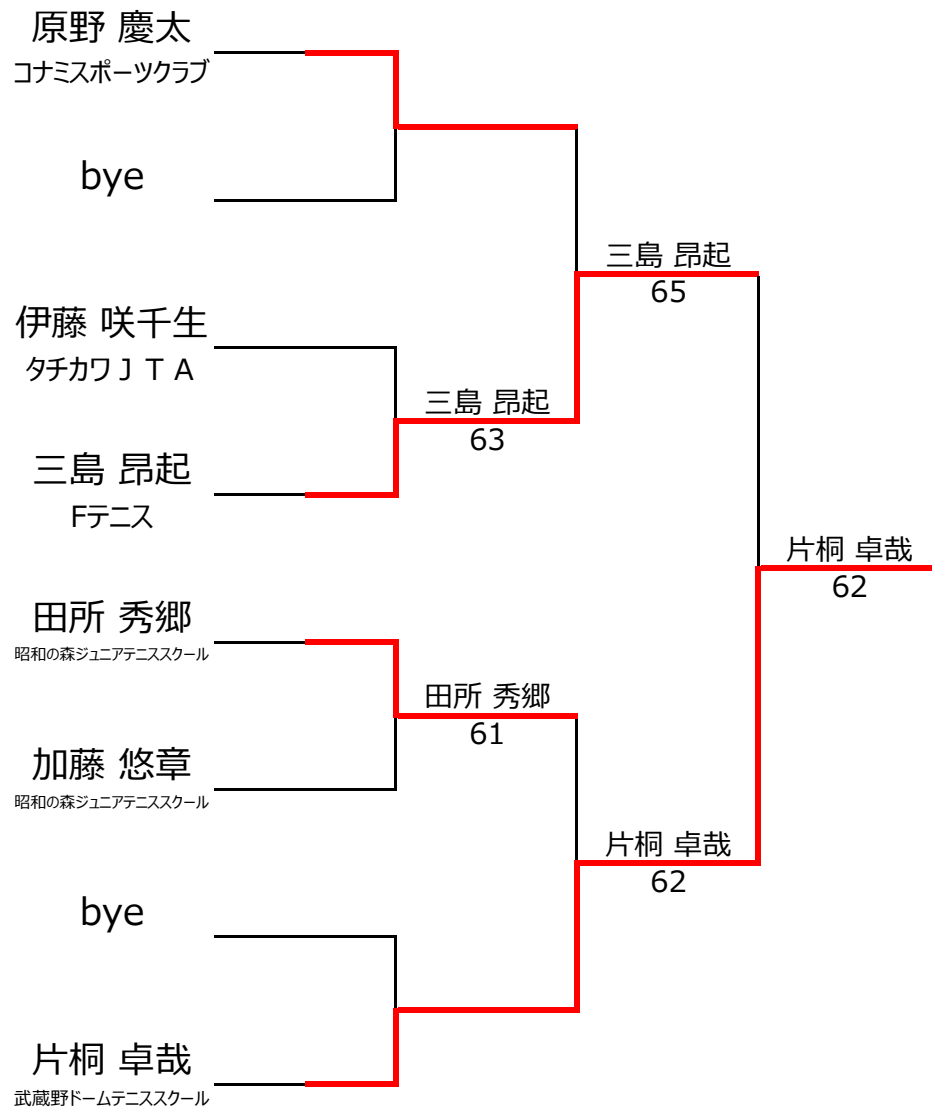 原野 慶太
コナミスポーツクラブ
bye
伊藤 咲千生
タチカワＪＴＡ
三島 昂起
Fテニス
田所 秀郷
昭和の森ジュニアテニススクール
加藤 悠章
昭和の森ジュニアテニススクール
bye
片桐 卓哉
武蔵野ドームテニススクール
三島 昂起
63
田所 秀郷
61
三島 昂起
65
片桐 卓哉
62
片桐 卓哉
62